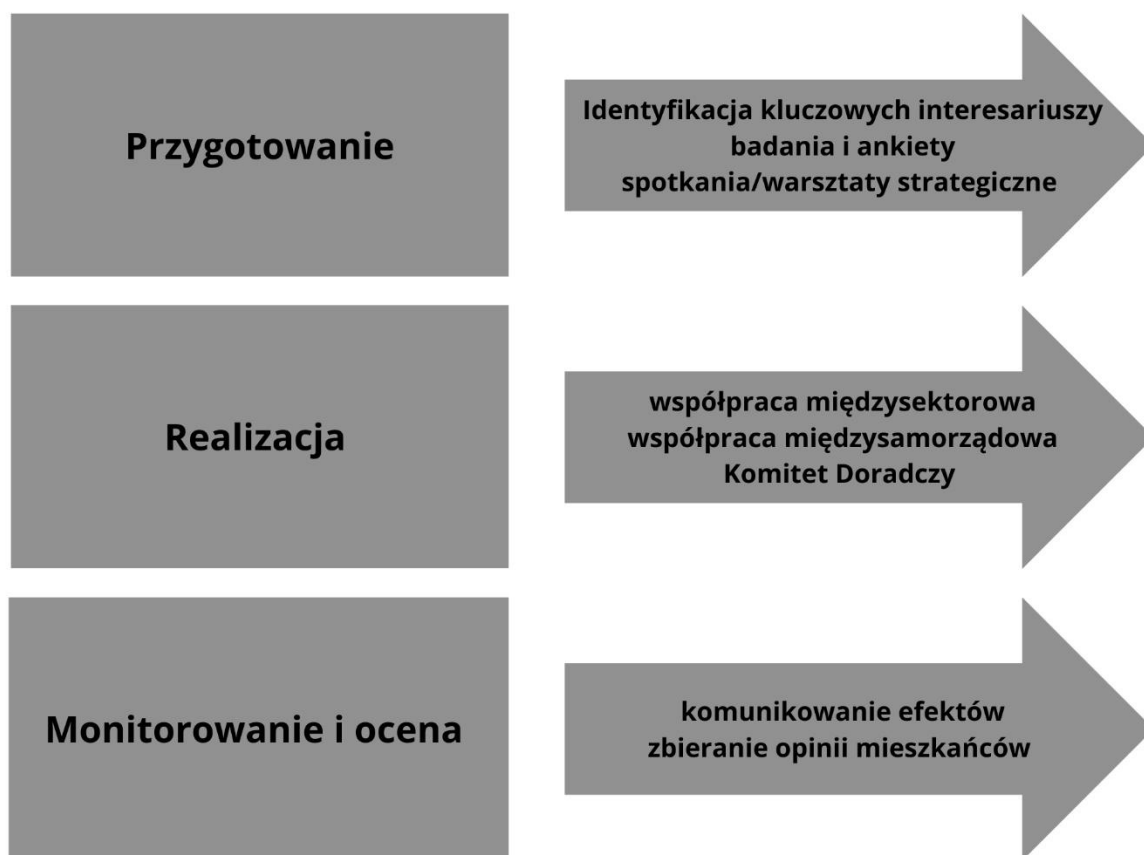 Przygotowanie
Identyfikacja kluczowych interesariuszy
badania i ankiety
spotkania/warsztaty strategiczne
Realizacja
współpraca międzysektorowa
współpraca międzysamorządowa
Komitet Doradczy
Monitorowanie i ocena
komunikowanie efektów
zbieranie opinii mieszkańców